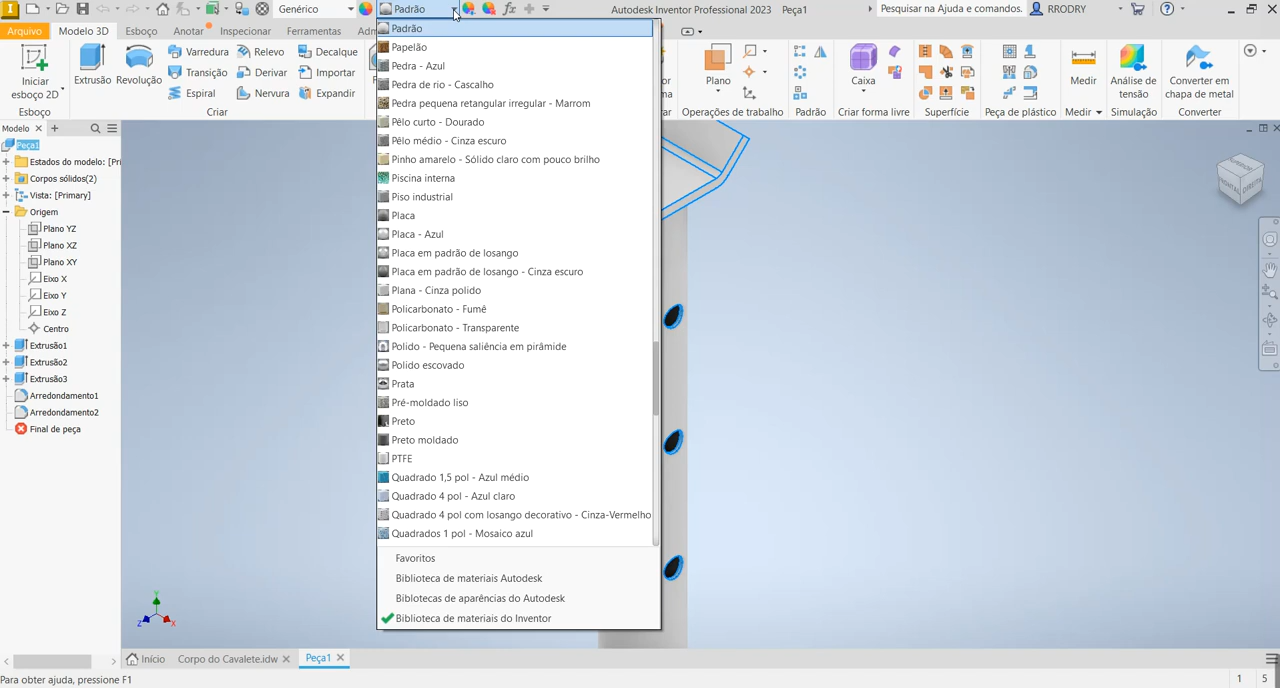 Genérico
Padrão
Autodesk Inventor Professional 2023 Peça1
Pesquisar na Ajuda e comandos.
RRODRY
Arquivo
Modelo 3D
Esboço
Anotar
Inspecionar
Ferramentas
Iniciar
esboço 2D
Esboço
Extrusão
Revolução
Varredura
Transição
Espiral
Relevo
Derivar
Nervura
Decalque
Importar
Expandir
Criar
Plano
Operações de trabalho
Padrão
Caixa
Criar forma livre
Superfície
Peça de plástico
Medir
Medir
Análise de
tensão
Simulação
Converter em
chapa de metal
Converter
Modelo
Peça1
Estados do modelo: [Pri
Corpos sólidos(2)
Vista: [Primary]
Origem
Plano YZ
Plano XZ
Plano XY
Eixo X
Eixo Y
Eixo Z
Centro
Extrusão1
Extrusão2
Extrusão3
Arredondamento1
Arredondamento2
Final de peça
Padrão
Papelão
Pedra - Azul
Pedra de rio - Cascalho
Pedra pequena retangular irregular - Marrom
Pêlo curto - Dourado
Pêlo médio - Cinza escuro
Pinho amarelo - Sólido claro com pouco brilho
Piscina interna
Piso industrial
Placa
Placa - Azul
Placa em padrão de losango
Placa em padrão de losango - Cinza escuro
Plana - Cinza polido
Policarbonato - Fumê
Policarbonato - Transparente
Polido - Pequena saliência em pirâmide
Polido escovado
Prata
Pré-moldado liso
Preto
Preto moldado
PTFE
Quadrado 1,5 pol - Azul médio
Quadrado 4 pol - Azul claro
Quadrado 4 pol com losango decorativo - Cinza-Vermelho
Quadrados 1 pol - Mosaico azul
Favoritos
Biblioteca de materiais Autodesk
Bibliotecas de aparências do Autodesk
Biblioteca de materiais do Inventor
FRONTAL
DIREITA
Y
Z
X
Início
Corpo do Cavalete.idw
Peça1
Para obter ajuda, pressione F1
1
5